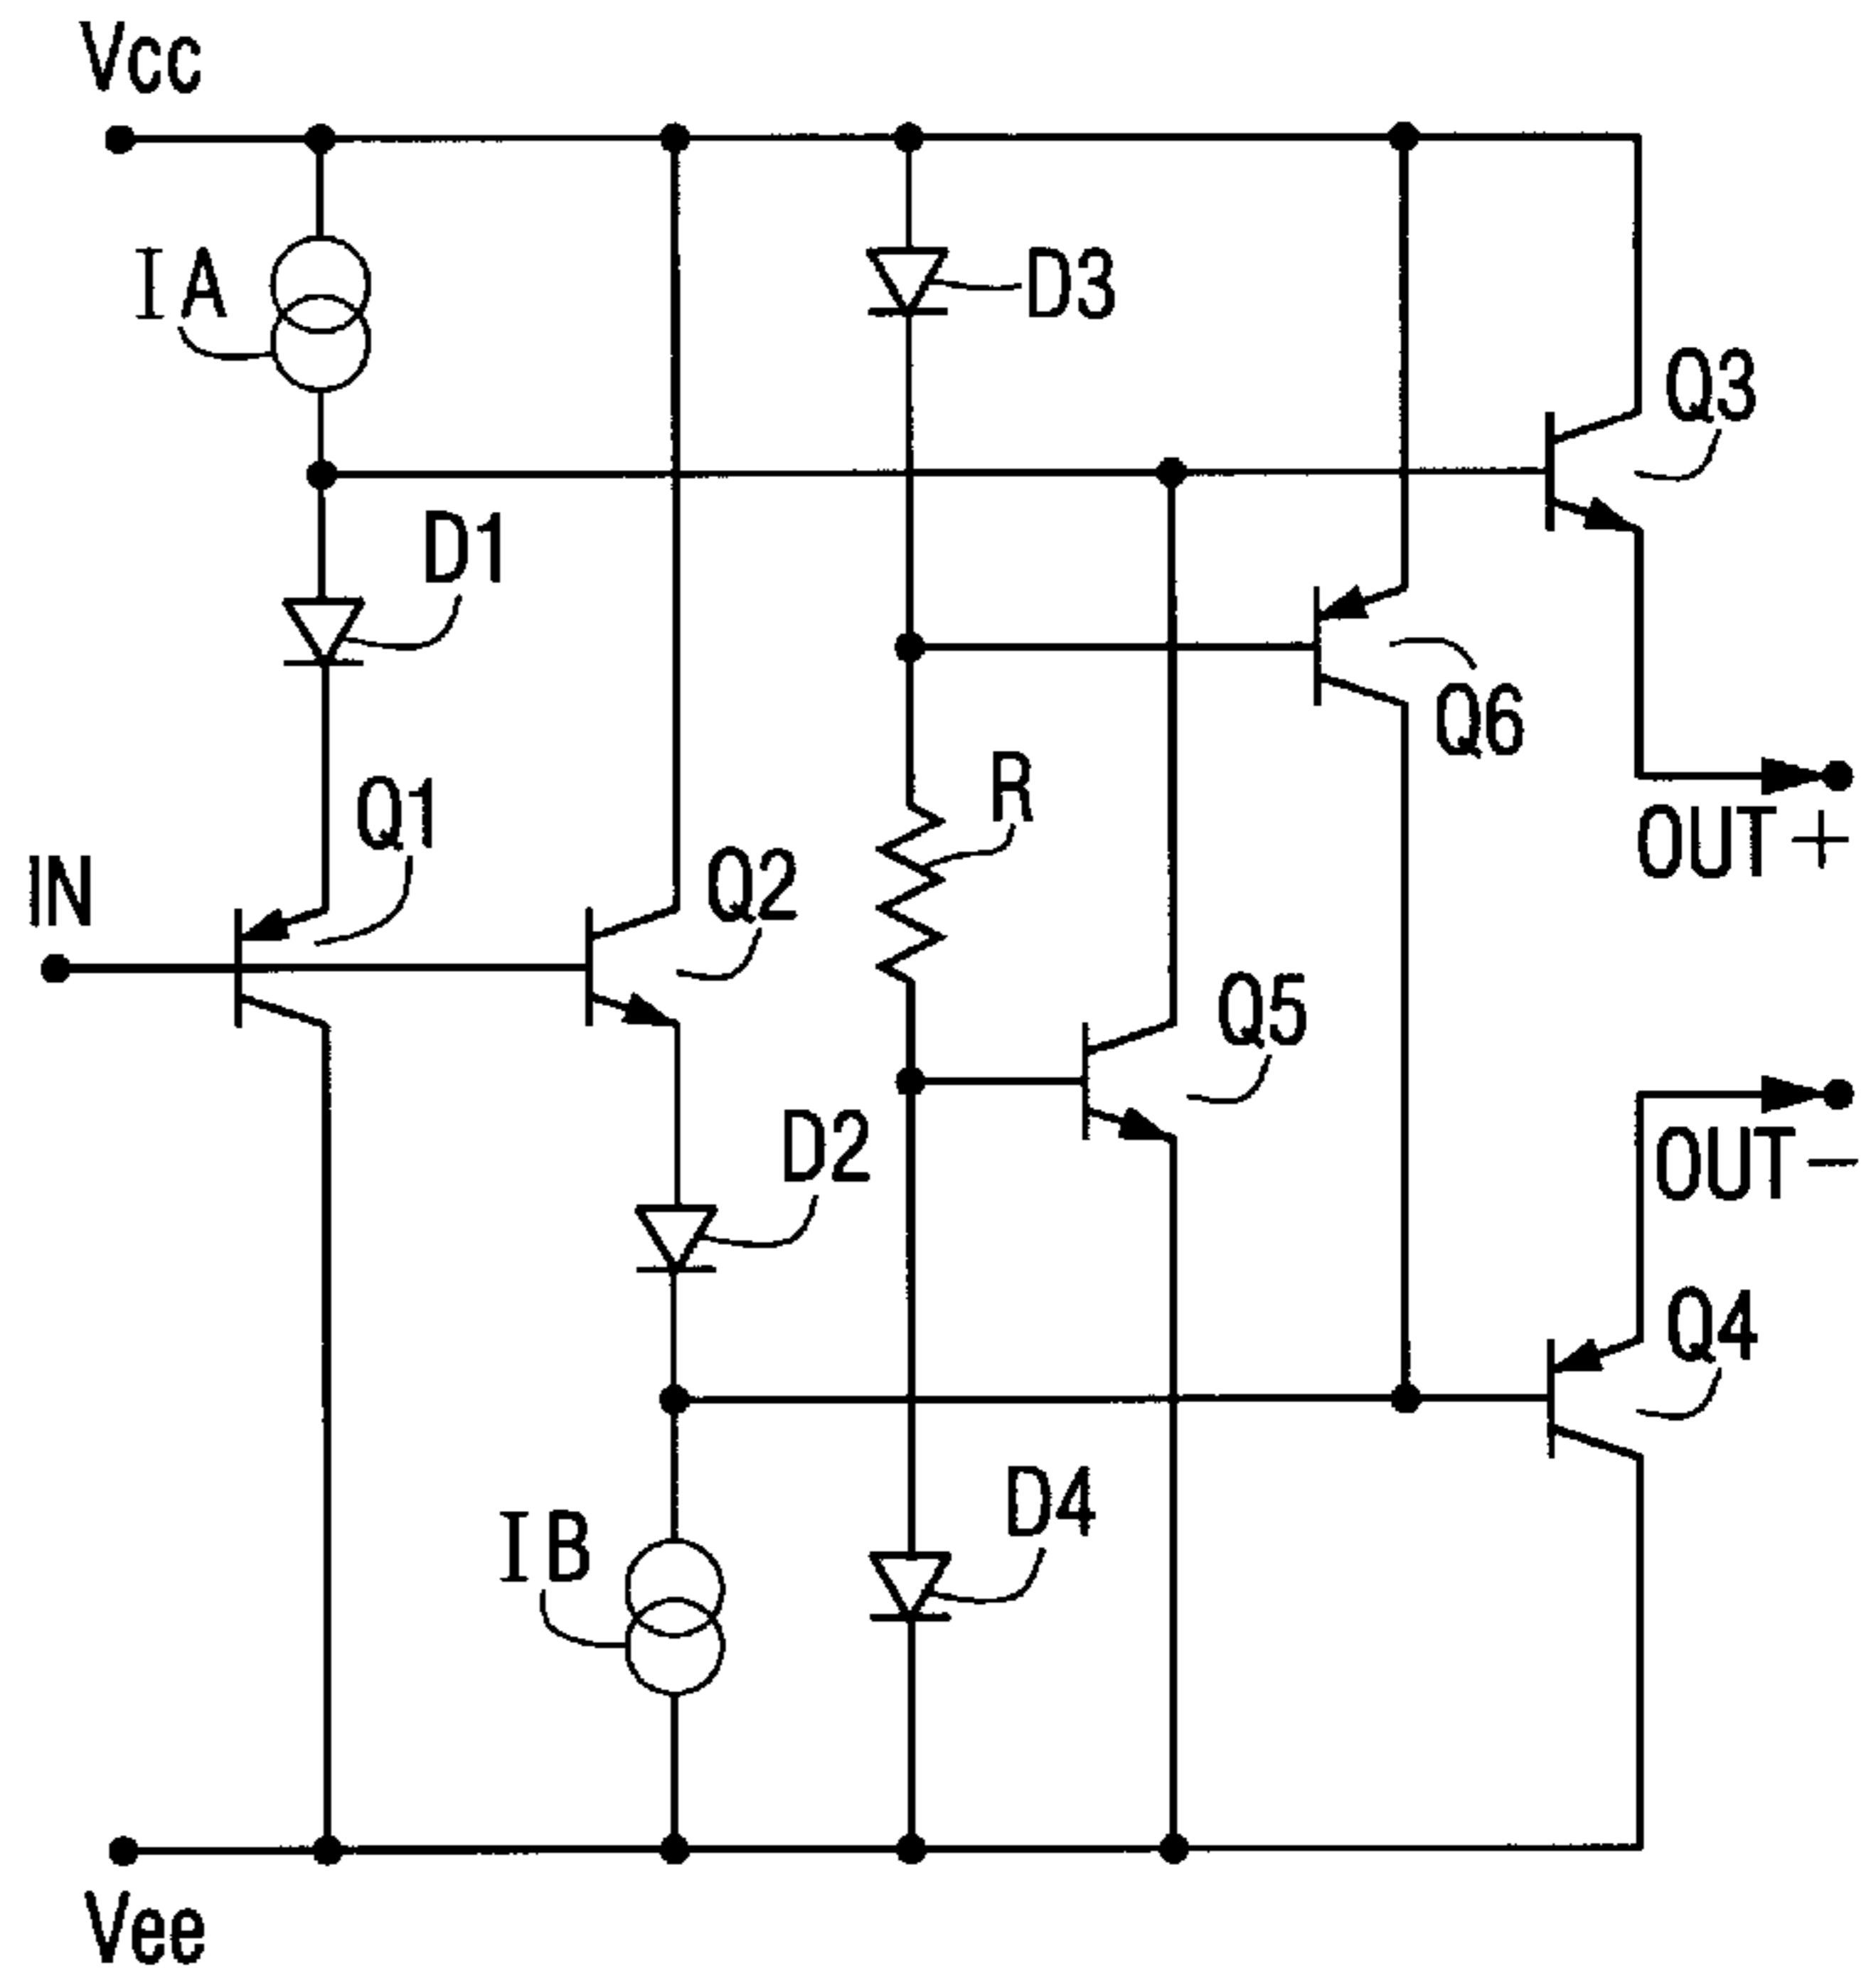 Vcc
IA
D3
Q3
D1
Q6
R
Q1
OUT+
IN
Q2
Q5
D2
OUT-
Q4
D4
IB
Vee